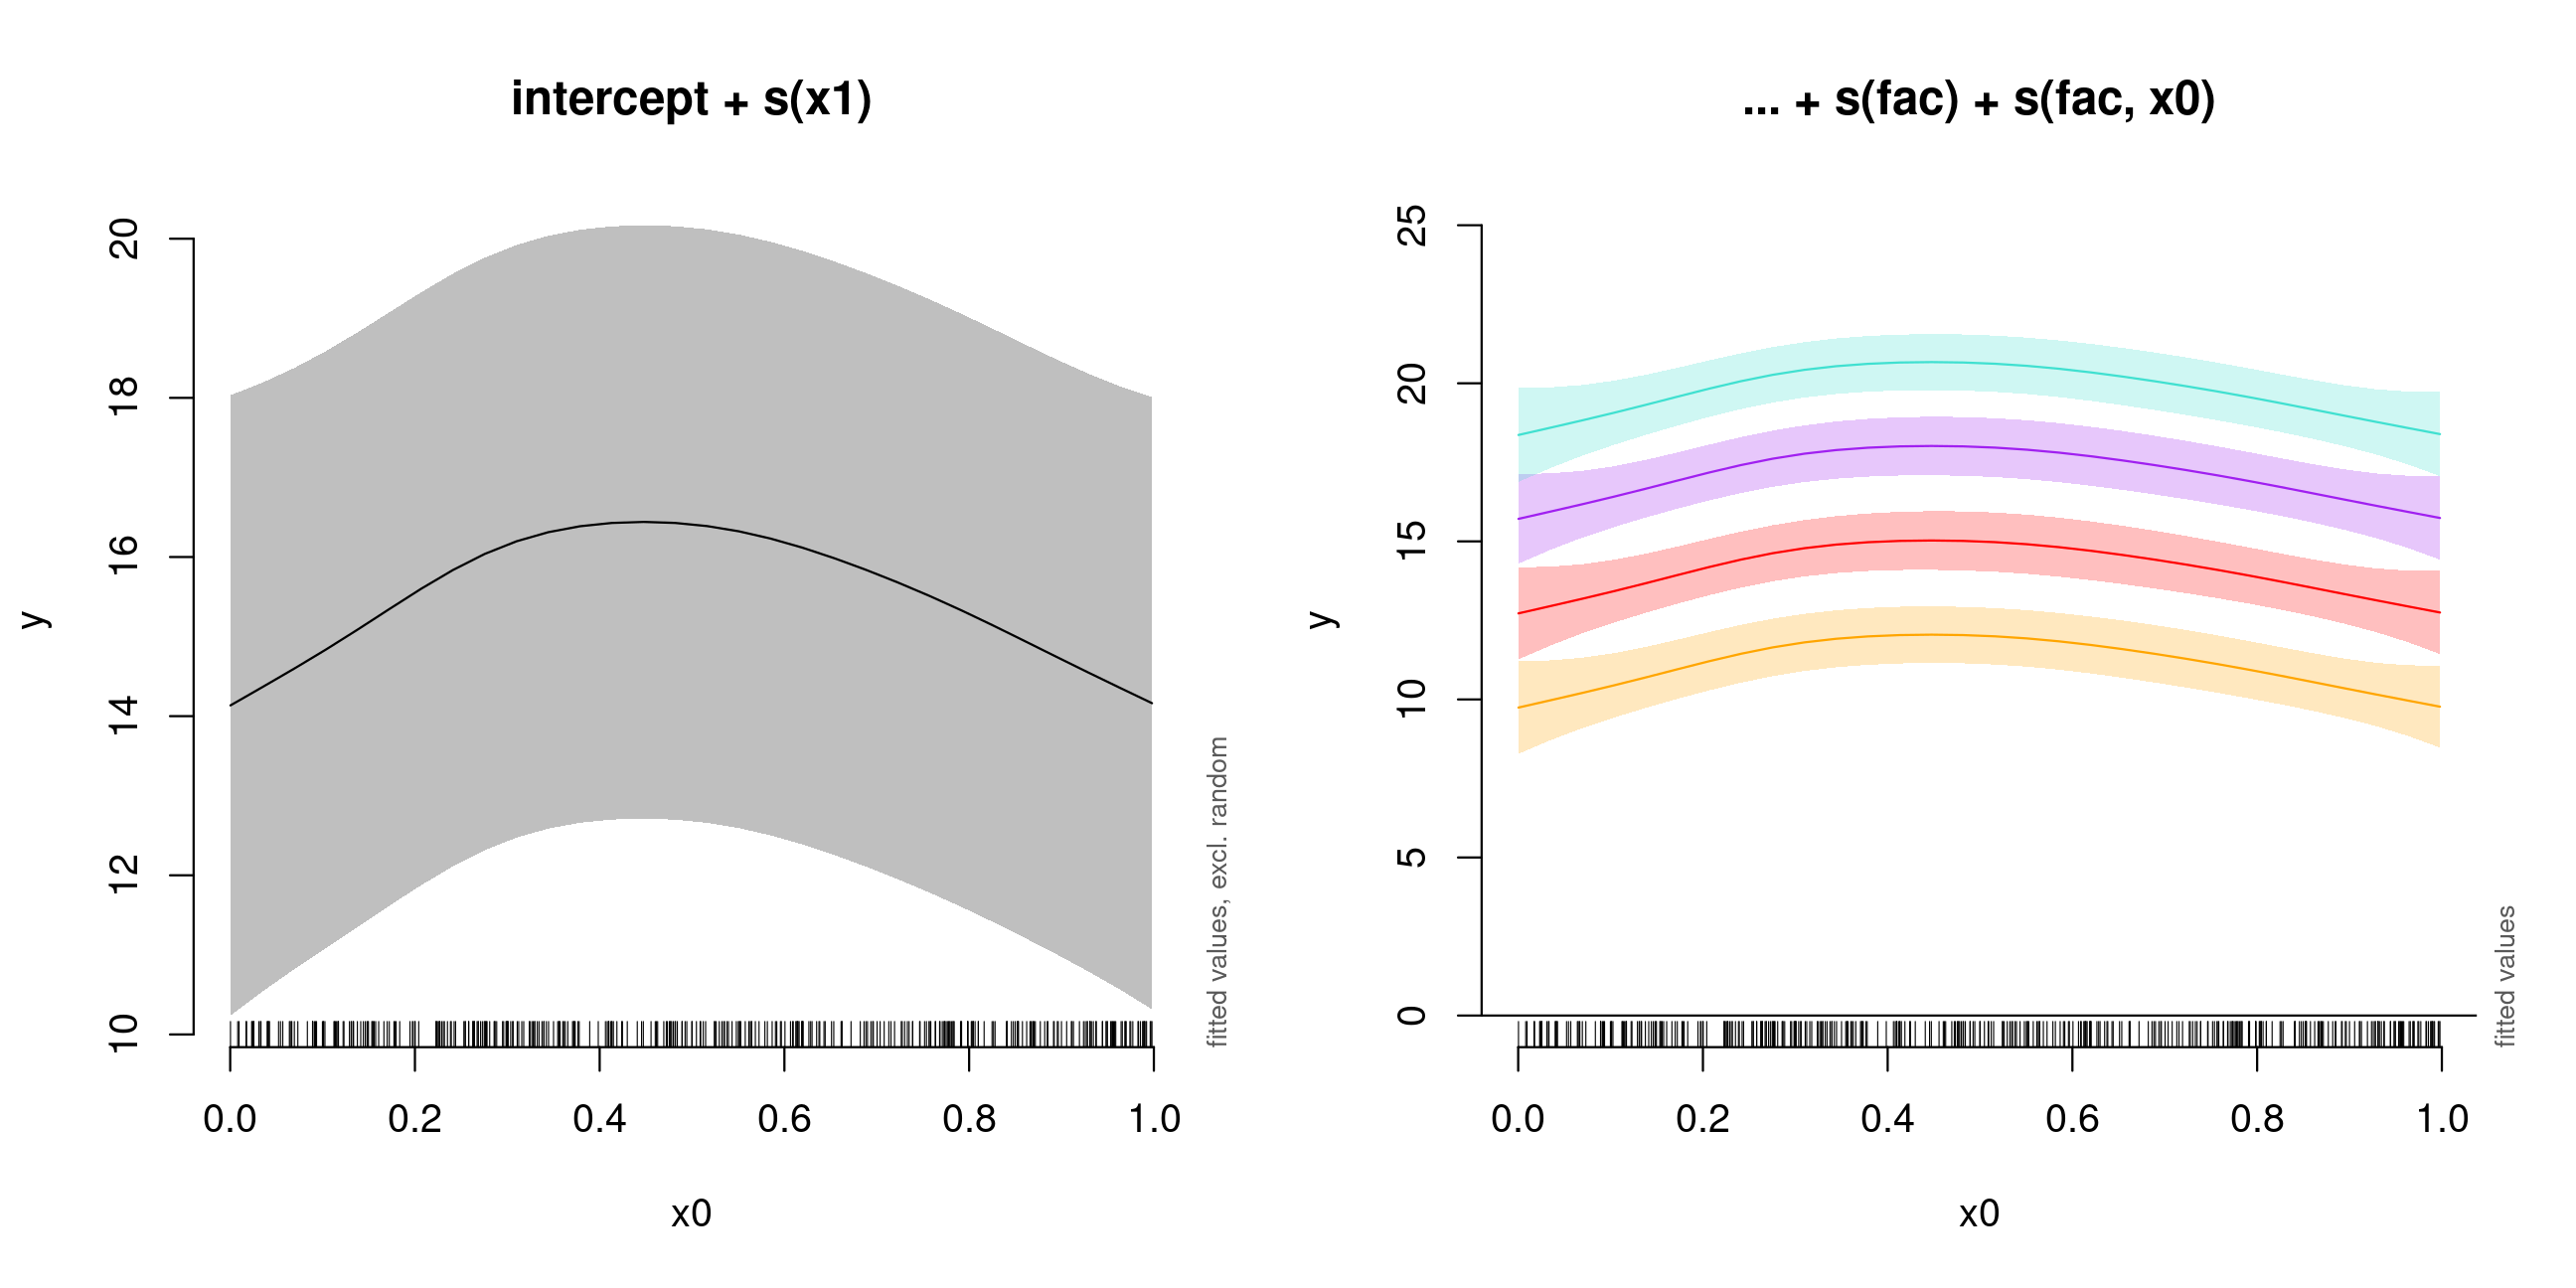 intercept + s(x1)
y
20
18
16
14
12
10
0.0 0.2 0.4 0.6 0.8 1.0
x0
fitted values, excl. random
... + s(fac) + s(fac, x0)
y
25
20
15
10
5
0
0.0 0.2 0.4 0.6 0.8 1.0
x0
fitted values